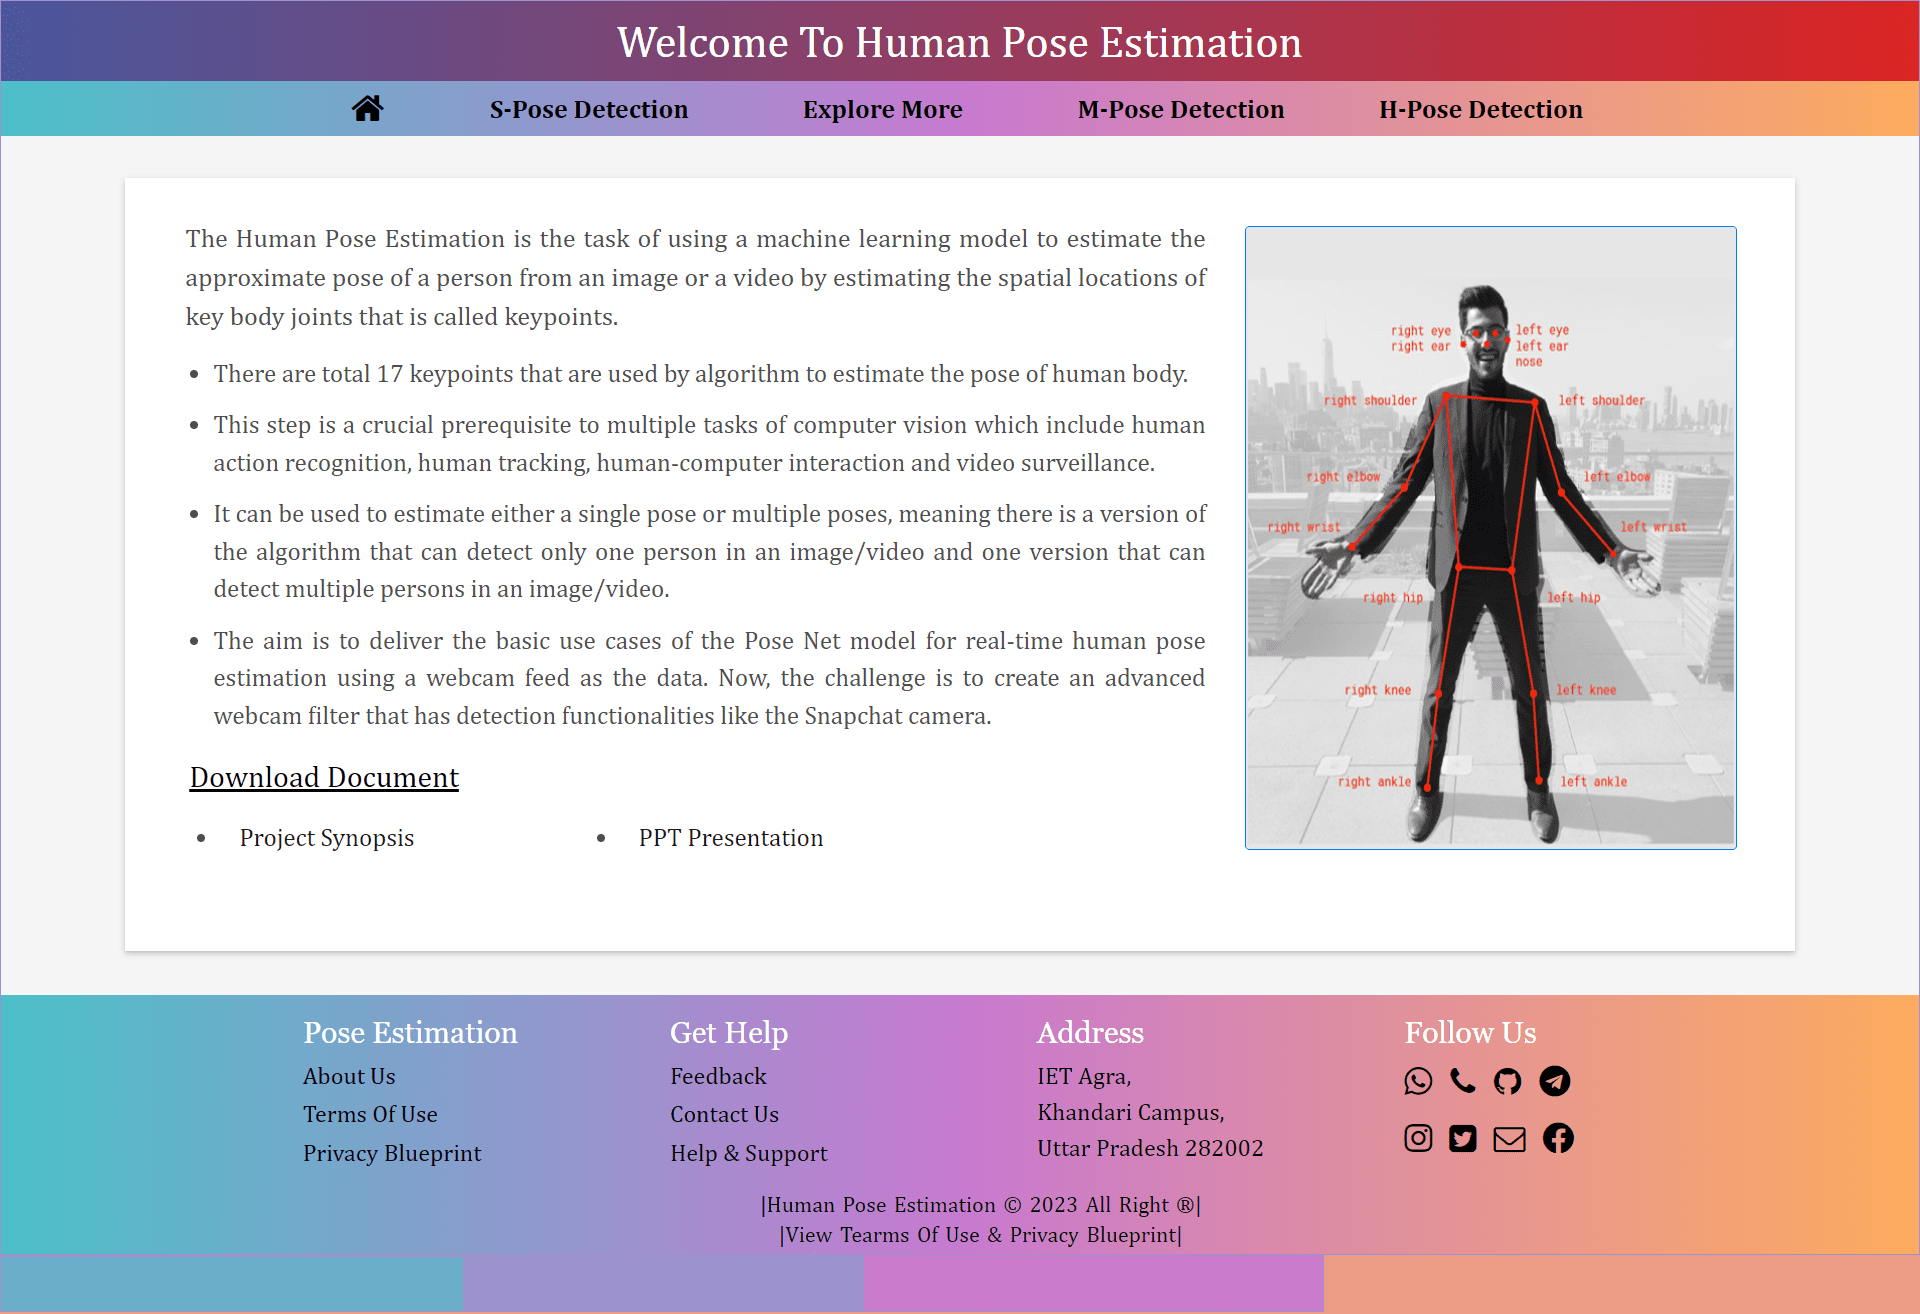 Welcome To Human Pose Estimation
S-Pose Detection
Explore More
M-Pose Detection
H-Pose Detection
The Human Pose Estimation is the task of using a machine learning model to estimate the
approximate pose of a person from an image or a video by estimating the spatial locations of
key body joints that is called keypoints.
• There are total 17 keypoints that are used by algorithm to estimate the pose of human body.
• This step is a crucial prerequisite to multiple tasks of computer vision which include human
action recognition, human tracking, human-computer interaction and video surveillance.
• It can be used to estimate either a single pose or multiple poses, meaning there is a version of
the algorithm that can detect only one person in an image/video and one version that can
detect multiple persons in an image/video.
• The aim is to deliver the basic use cases of the Pose Net model for real-time human pose
estimation using a webcam feed as the data. Now, the challenge is to create an advanced
webcam filter that has detection functionalities like the Snapchat camera.
Download Document
• Project Synopsis
• PPT Presentation
right eye
left eye
right ear
left ear
nose
right shoulder
left shoulder
right elbow
left elbow
right wrist
left wrist
right hip
left hip
right knee
left knee
right ankle
left ankle
Pose Estimation
About Us
Terms Of Use
Privacy Blueprint
Get Help
Feedback
Contact Us
Help & Support
Address
IET Agra,
Khandari Campus,
Uttar Pradesh 282002
Follow Us
|Human Pose Estimation © 2023 All Right ®|
|View Tearms Of Use & Privacy Blueprint|